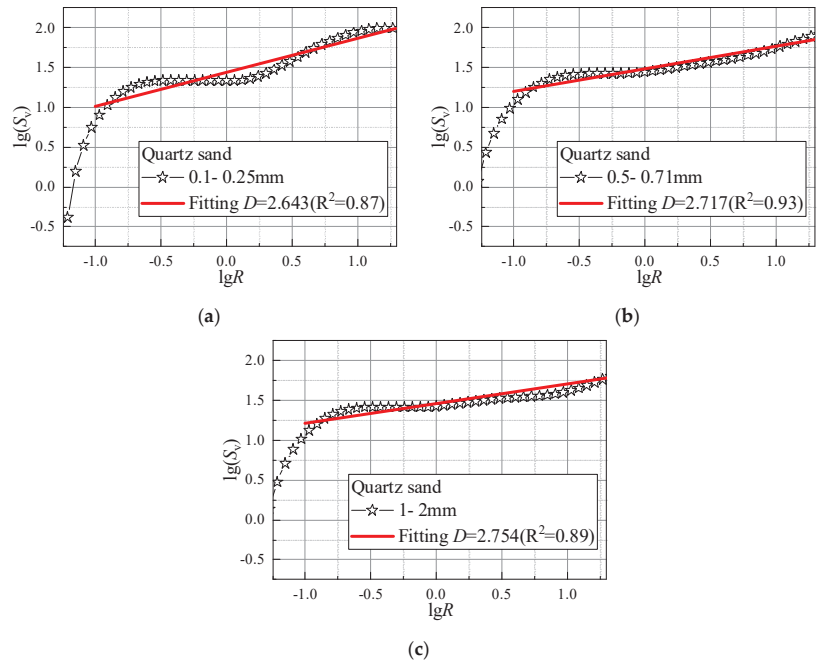 2.0
1.5
1.0
0.5
0.0
-0.5
lg(Sᵥ)
Quartz sand
0.1- 0.25mm
Fitting D=2.643(R²=0.87)
-1.0 -0.5 0.0 0.5 1.0
lgR
(a)
2.0
1.5
1.0
0.5
0.0
-0.5
lg(Sᵥ)
Quartz sand
0.5- 0.71mm
Fitting D=2.717(R²=0.93)
-1.0 -0.5 0.0 0.5 1.0
lgR
(b)
2.0
1.5
1.0
0.5
0.0
-0.5
lg(Sᵥ)
Quartz sand
1- 2mm
Fitting D=2.754(R²=0.89)
-1.0 -0.5 0.0 0.5 1.0
lgR
(c)